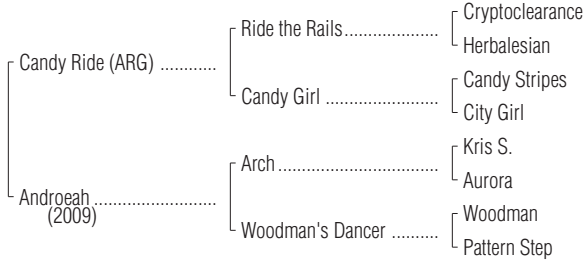 Cryptoclearance
Ride the Rails
Herbalesian
Candy Ride (ARG)
Candy Stripes
Candy Girl
City Girl
Kris S.
Arch
Aurora
Androeah
(2009)
Woodman
Woodman's Dancer
Pattern Step